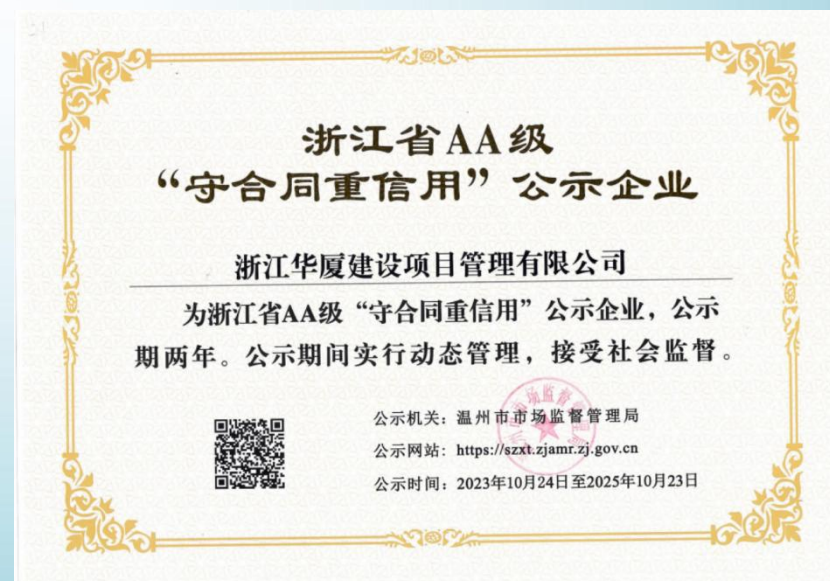 浙江省AA级
“守合同重信用”公示企业
浙江华厦建设项目管理有限公司
为浙江省AA级“守合同重信用”公示企业，公示
期两年。公示期间实行动态管理，接受社会监督。
公示机关：温州市市场监督管理局
公示网站：https://szxt.zjamr.zj.gov.cn
公示时间：2023年10月24日至2025年10月23日